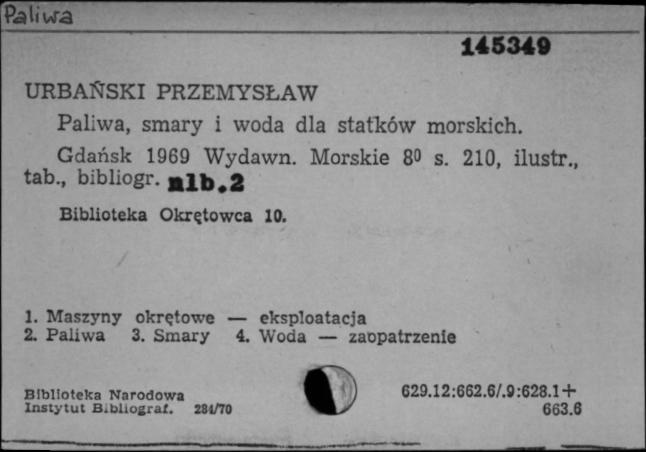 Paliwa
145349
URBAŃSKI PRZEMYSŁAW
Paliwa, smary i woda dla statków morskich.
Gdańsk 1969 Wydawn. Morskie 8⁰ s. 210, ilustr.,
tab., bibliogr. nlb.2
Biblioteka Okrętowca 10.
1. Maszyny okrętowe — eksploatacja
2. Paliwa 3. Smary 4. Woda — zaopatrzenie
Biblioteka Narodowa
Instytut Bibliograf. 284/70
629.12:662.6/.9:628.1+
663.6